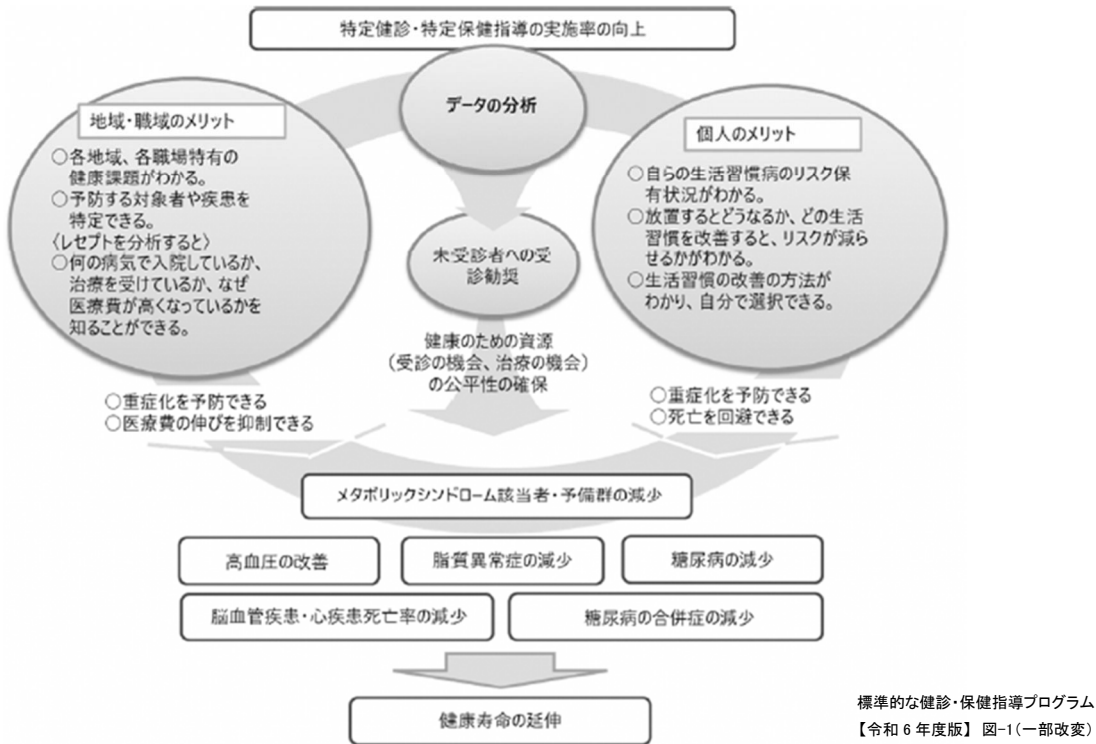 特定健診・特定保健指導の実施率の向上
データの分析
地域・職域のメリット
○各地域、各職場特有の
健康課題がわかる。
○予防する対象者や疾患を
特定できる。
〈レセプトを分析すると〉
○何の病気で入院しているか、
治療を受けているか、なぜ
医療費が高くなっているかを
知ることができる。
個人のメリット
○自らの生活習慣病のリスク保
有状況がわかる。
○放置するとどうなるか、どの生活
習慣を改善すると、リスクが減ら
せるかがわかる。
○生活習慣の改善の方法が
わかり、自分で選択できる。
未受診者への受
診勧奨
健康のための資源
（受診の機会、治療の機会）
の公平性の確保
○重症化を予防できる
○医療費の伸びを抑制できる
○重症化を予防できる
○死亡を回避できる
メタボリックシンドローム該当者・予備群の減少
高血圧の改善
脂質異常症の減少
糖尿病の減少
脳血管疾患・心疾患死亡率の減少
糖尿病の合併症の減少
健康寿命の延伸
標準的な健診・保健指導プログラム
【令和6年度版】 図-1（一部改変）